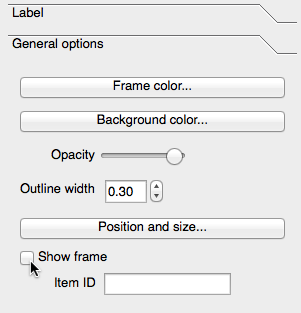 Label
General options
Frame color...
Background color...
Opacity
Outline width 0.30
Position and size...
Show frame
Item ID